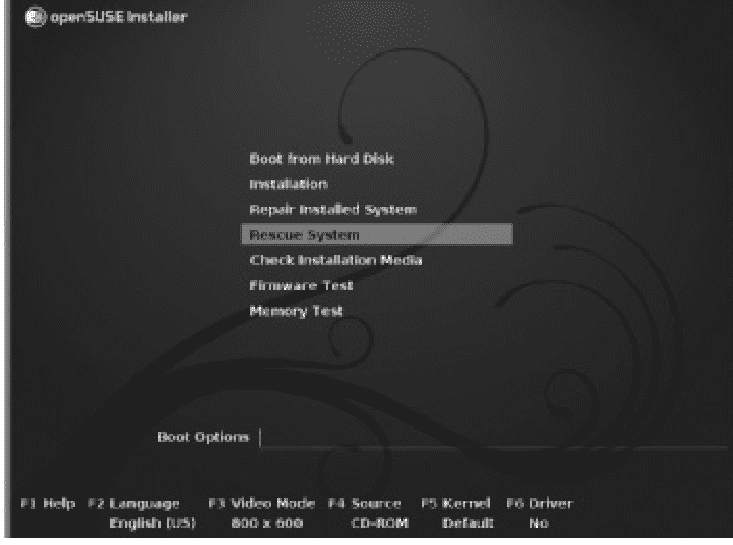 openSUSE Installer
Boot from Hard Disk
Installation
Repair Installed System
Rescue System
Check Installation Media
Firmware Test
Memory Test
Boot Options
F1 Help F2 Language F3 Video Mode F4 Source F5 Kernel F6 Driver
English (US) 800 x 600 CD-ROM Default No